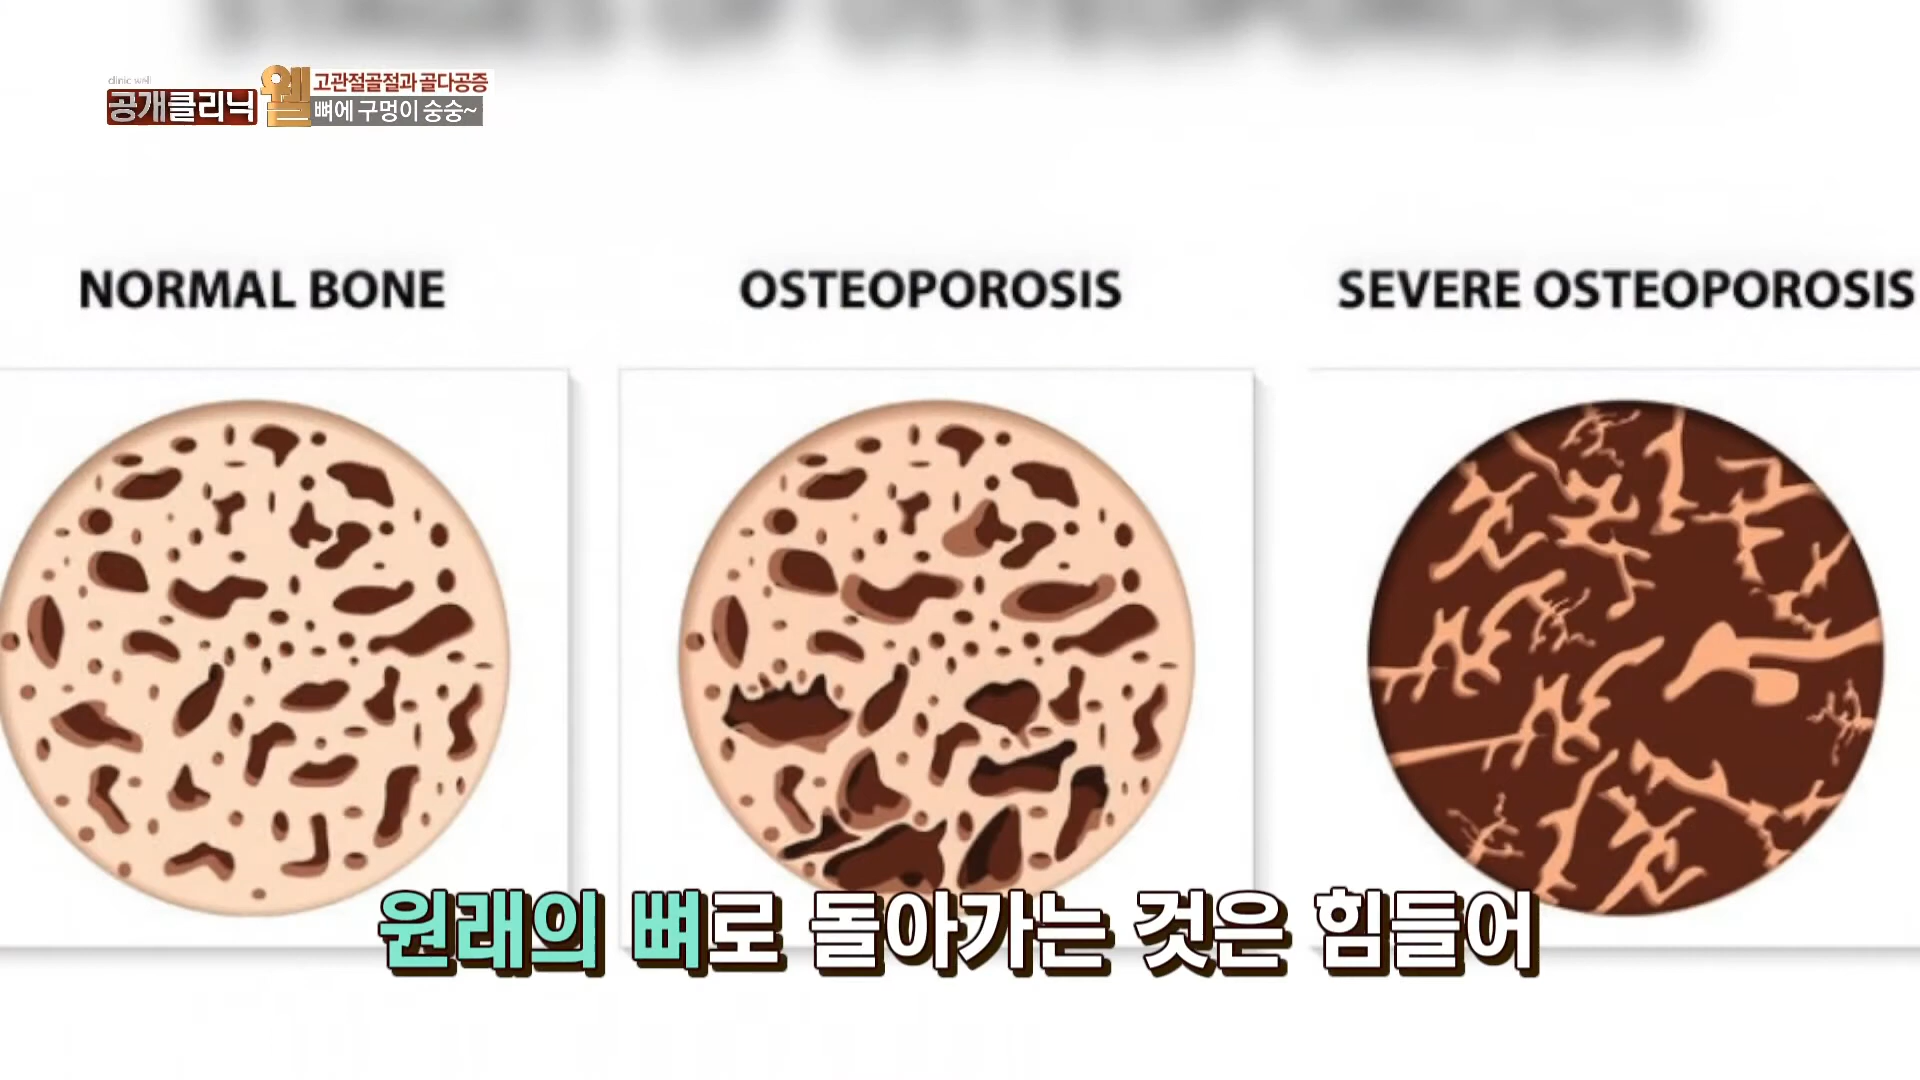 clinic well
공개클리닉 웰
고관절골절과 골다공증
뼈에 구멍이 숭숭~
NORMAL BONE
OSTEOPOROSIS
SEVERE OSTEOPOROSIS
원래의 뼈로 돌아가는 것은 힘들어